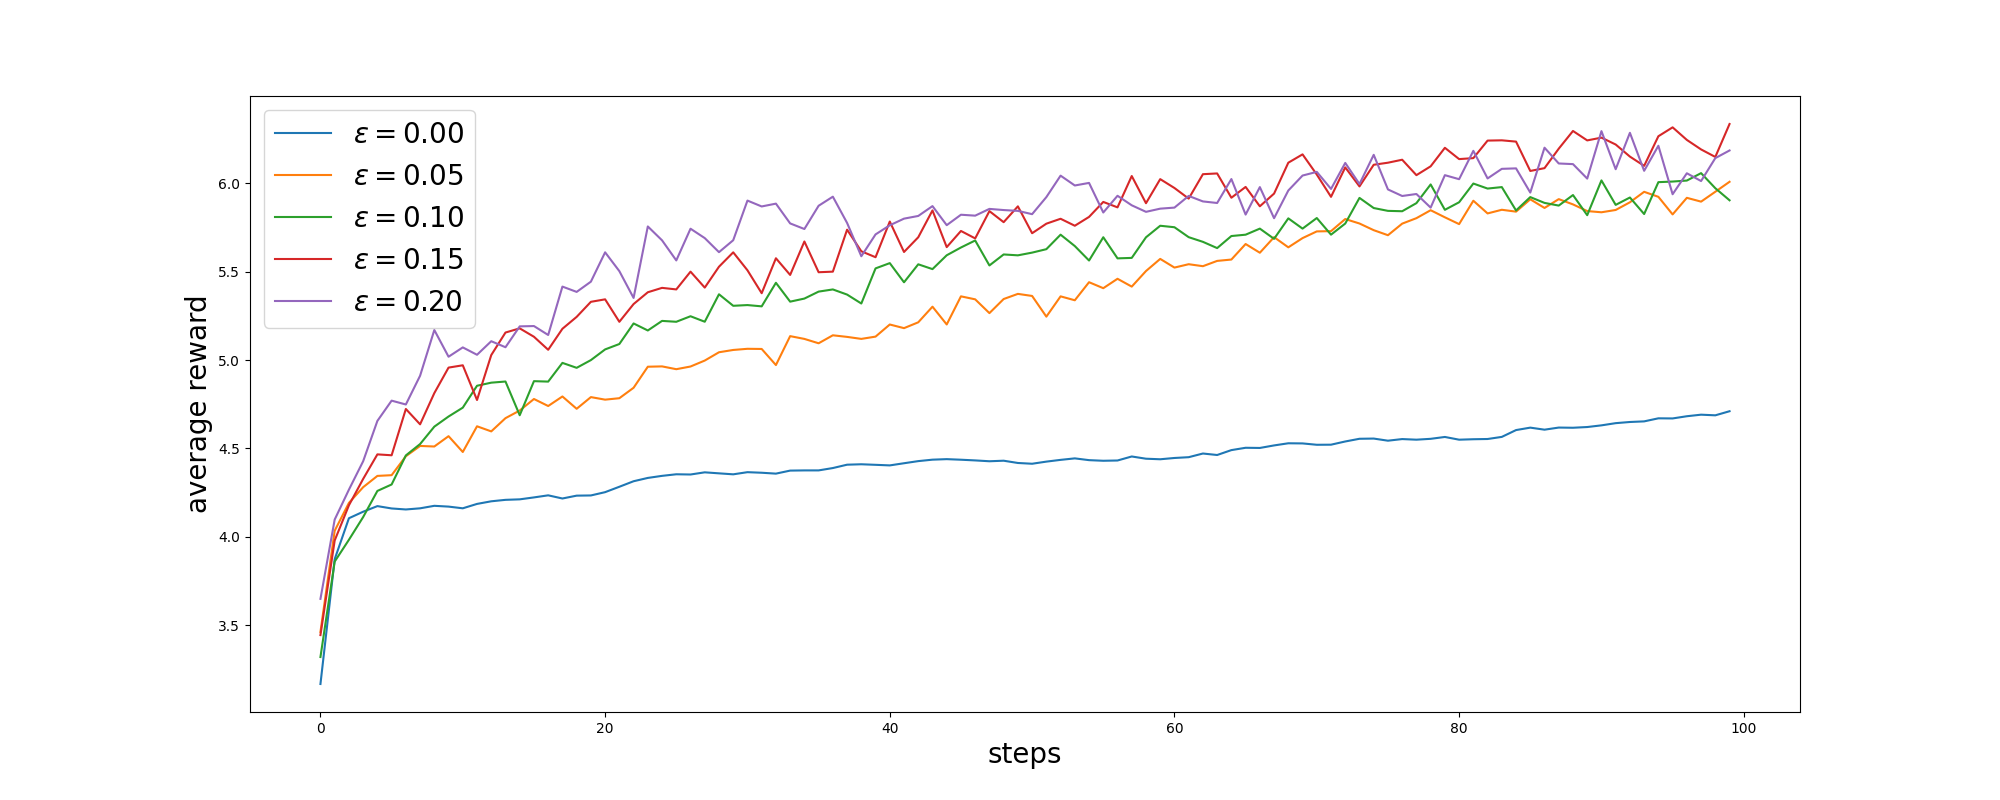 ε = 0.00
ε = 0.05
ε = 0.10
ε = 0.15
ε = 0.20
6.0
5.5
5.0
4.5
4.0
3.5
average reward
0 20 40 60 80 100
steps